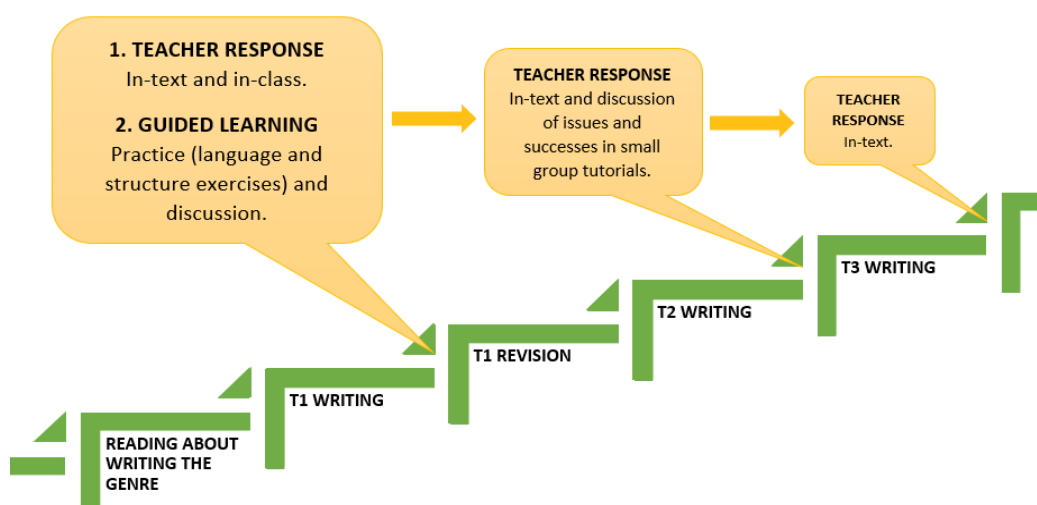 1. TEACHER RESPONSE
In-text and in-class.
2. GUIDED LEARNING
Practice (language and
structure exercises) and
discussion.
TEACHER RESPONSE
In-text and discussion
of issues and
successes in small
group tutorials.
TEACHER
RESPONSE
In-text.
READING ABOUT
WRITING THE
GENRE
T1 WRITING
T1 REVISION
T2 WRITING
T3 WRITING